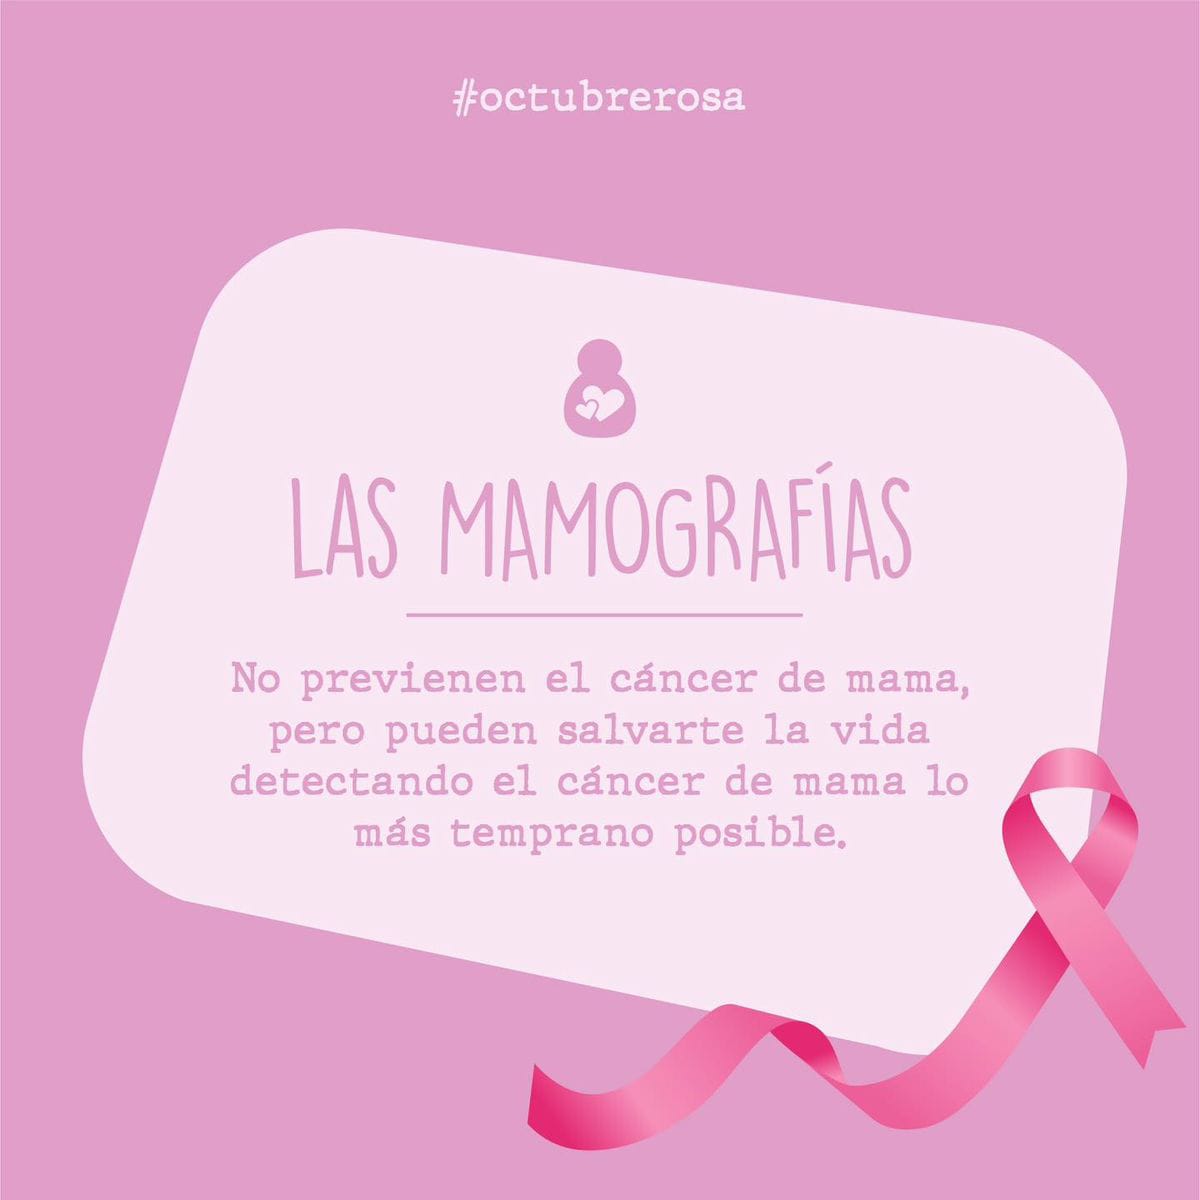 #octubrerosa
LAS MAMOGRAFÍAS
No previenen el cáncer de mama,
pero pueden salvarte la vida
detectando el cáncer de mama lo
más temprano posible.